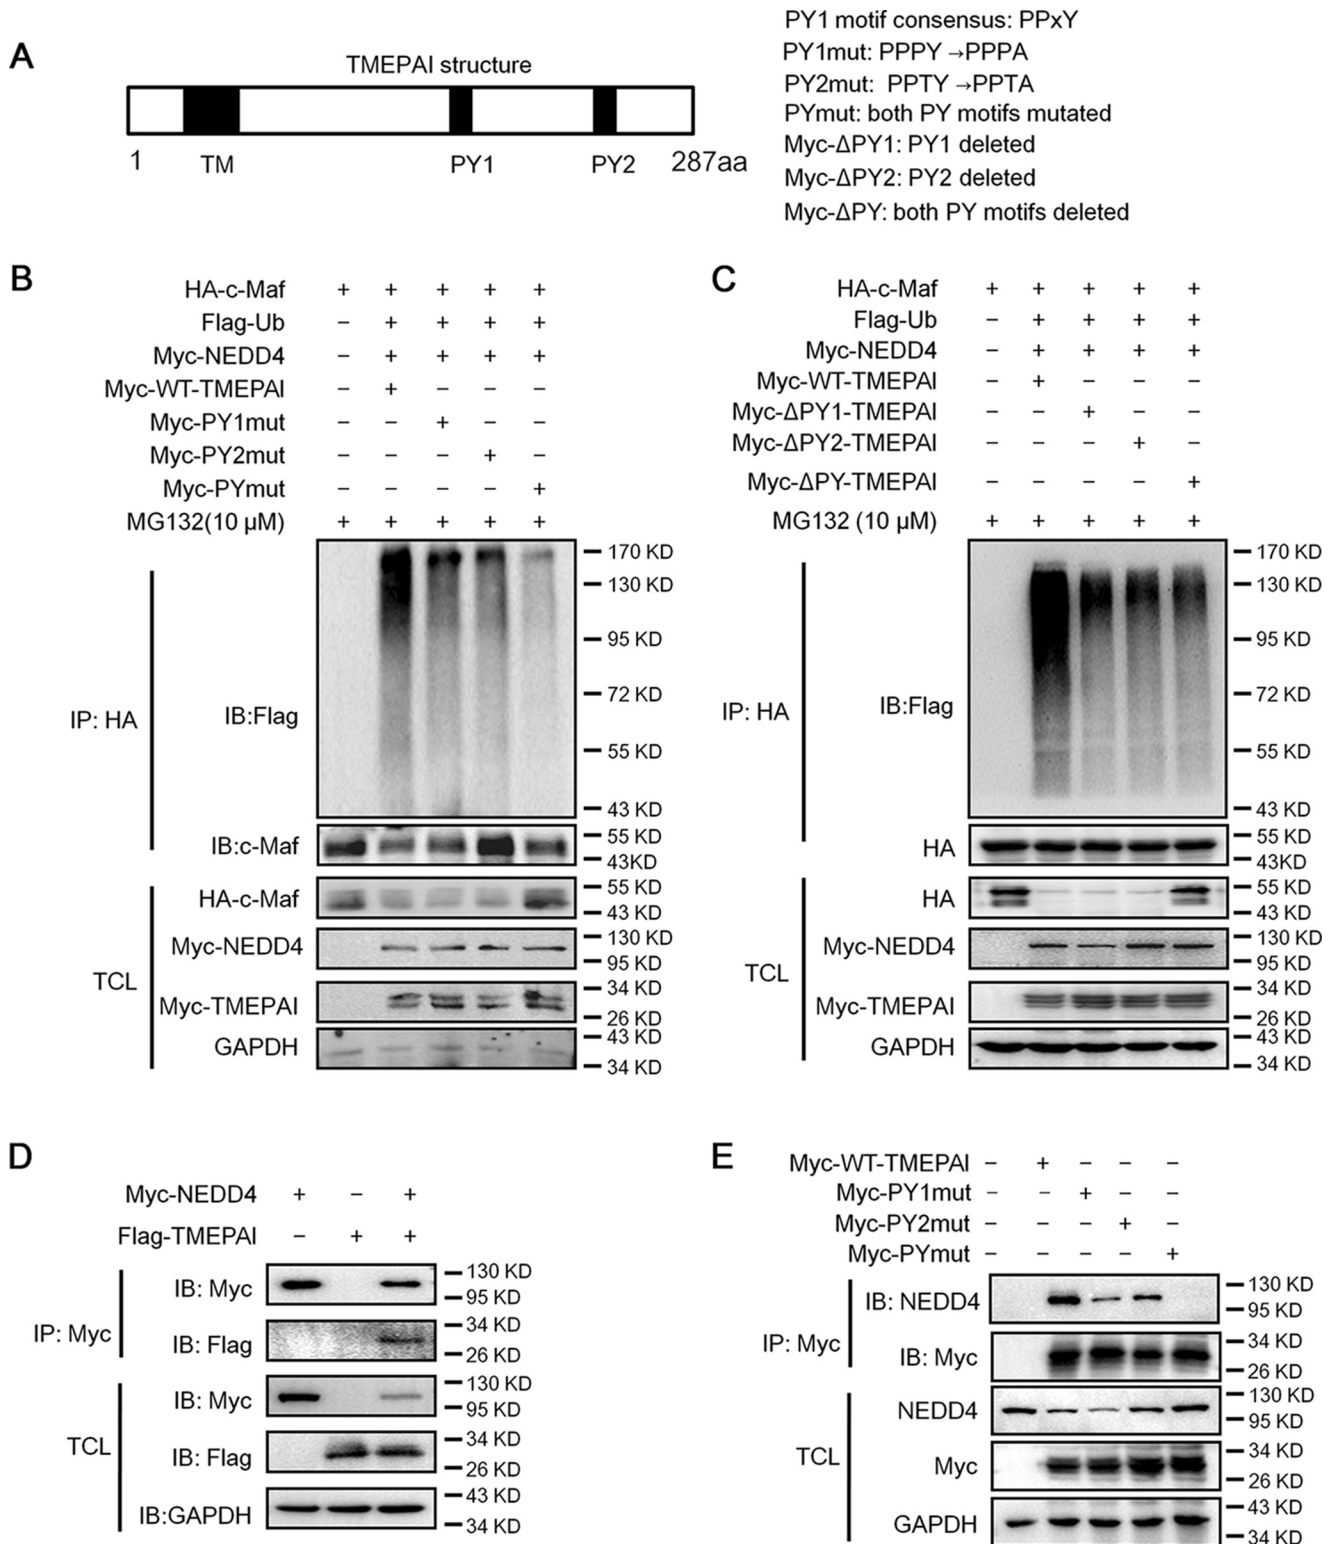 A
TMEPAI structure
1 TM PY1 PY2 287aa
PY1 motif consensus: PPxY
PY1mut: PPPY →PPPA
PY2mut: PPTY →PPTA
PYmut: both PY motifs mutated
Myc-ΔPY1: PY1 deleted
Myc-ΔPY2: PY2 deleted
Myc-ΔPY: both PY motifs deleted
B
HA-c-Maf + + + + +
Flag-Ub − + + + +
Myc-NEDD4 − + + + +
Myc-WT-TMEPAI − + − − −
Myc-PY1mut − − + − −
Myc-PY2mut − − − + −
Myc-PYmut − − − − +
MG132(10 µM) + + + + +
170 KD
130 KD
95 KD
72 KD
55 KD
43 KD
IP: HA
IB:Flag
IB:c-Maf
55 KD
43KD
TCL
HA-c-Maf
55 KD
43 KD
Myc-NEDD4
130 KD
95 KD
Myc-TMEPAI
34 KD
26 KD
GAPDH
43 KD
34 KD
C
HA-c-Maf + + + + +
Flag-Ub − + + + +
Myc-NEDD4 − + + + +
Myc-WT-TMEPAI − + − − −
Myc-ΔPY1-TMEPAI − − + − −
Myc-ΔPY2-TMEPAI − − − + −
Myc-ΔPY-TMEPAI − − − − +
MG132 (10 µM) + + + + +
170 KD
130 KD
95 KD
72 KD
55 KD
43 KD
IP: HA
IB:Flag
HA
55 KD
43KD
TCL
HA
55 KD
43 KD
Myc-NEDD4
130 KD
95 KD
Myc-TMEPAI
34 KD
26 KD
GAPDH
43 KD
34 KD
D
Myc-NEDD4 + − +
Flag-TMEPAI − + +
IP: Myc
IB: Myc
130 KD
95 KD
IB: Flag
34 KD
26 KD
TCL
IB: Myc
130 KD
95 KD
IB: Flag
34 KD
26 KD
IB:GAPDH
43 KD
34 KD
E
Myc-WT-TMEPAI − + − − −
Myc-PY1mut − − + − −
Myc-PY2mut − − − + −
Myc-PYmut − − − − +
IP: Myc
IB: NEDD4
130 KD
95 KD
IB: Myc
34 KD
26 KD
TCL
NEDD4
130 KD
95 KD
Myc
34 KD
26 KD
GAPDH
43 KD
34 KD